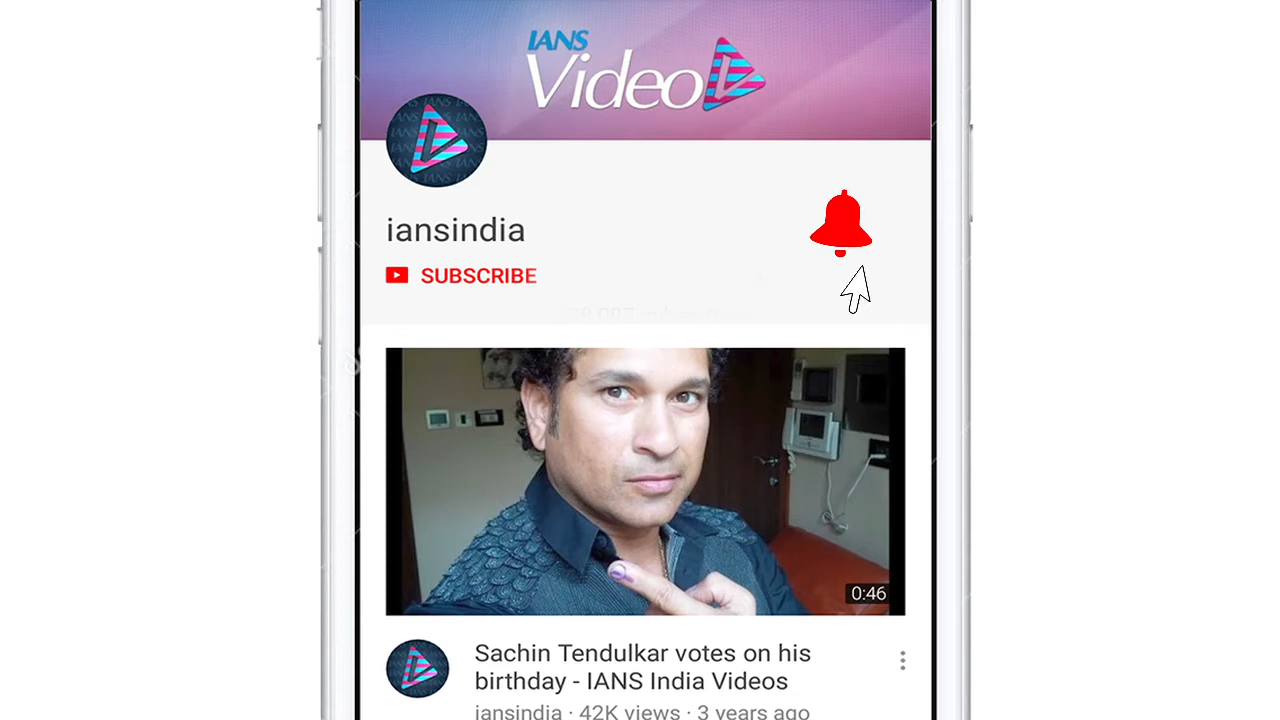 IANS
Video
iansindia
SUBSCRIBE
0:46
Sachin Tendulkar votes on his
birthday - IANS India Videos
iansindia · 42K views · 3 years ago